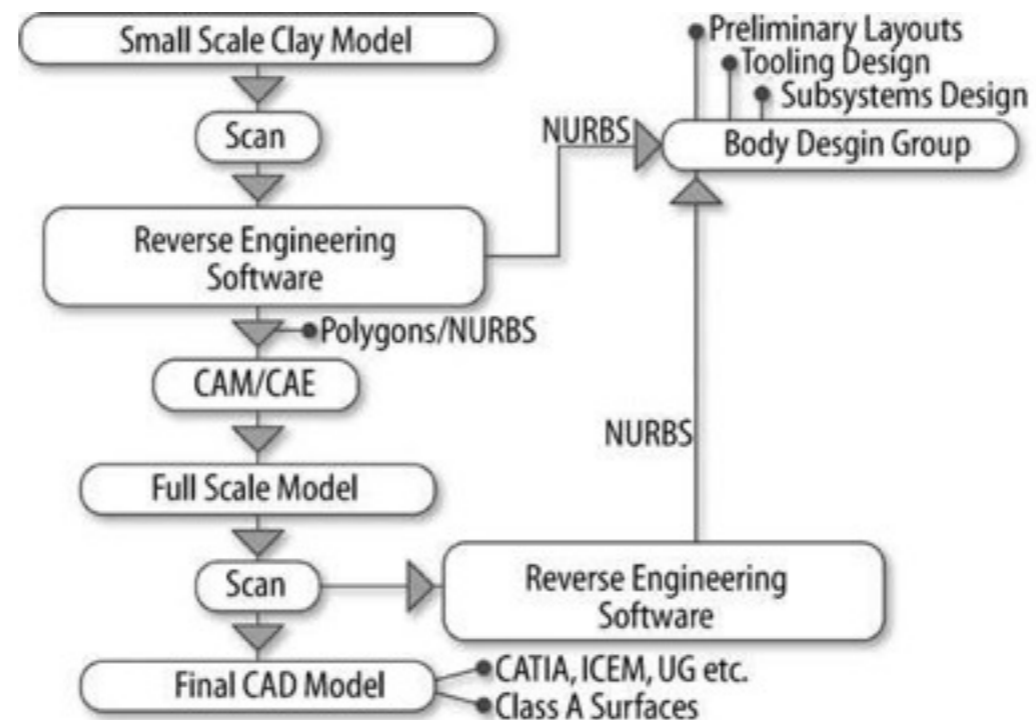 Small Scale Clay Model
Preliminary Layouts
Tooling Design
Subsystems Design
Scan
NURBS
Body Desgin Group
Reverse Engineering
Software
Polygons/NURBS
CAM/CAE
NURBS
Full Scale Model
Scan
Reverse Engineering
Software
Final CAD Model
CATIA, ICEM, UG etc.
Class A Surfaces